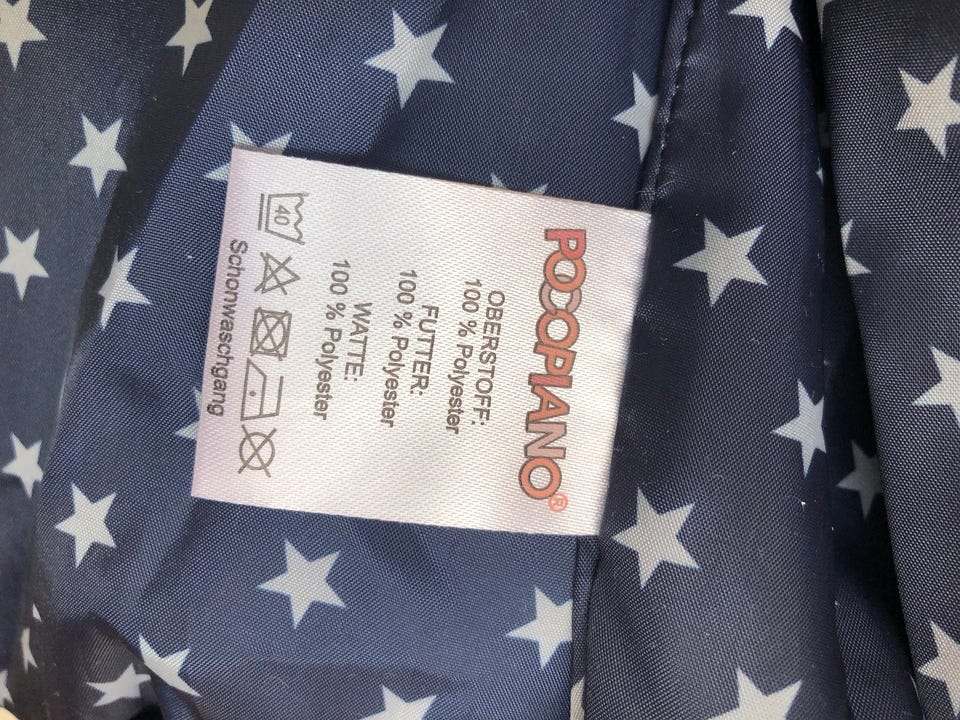 POCOPIANO®
OBERSTOFF:
100 % Polyester
FUTTER:
100 % Polyester
WATTE:
100 % Polyester
40
Schonwaschgang